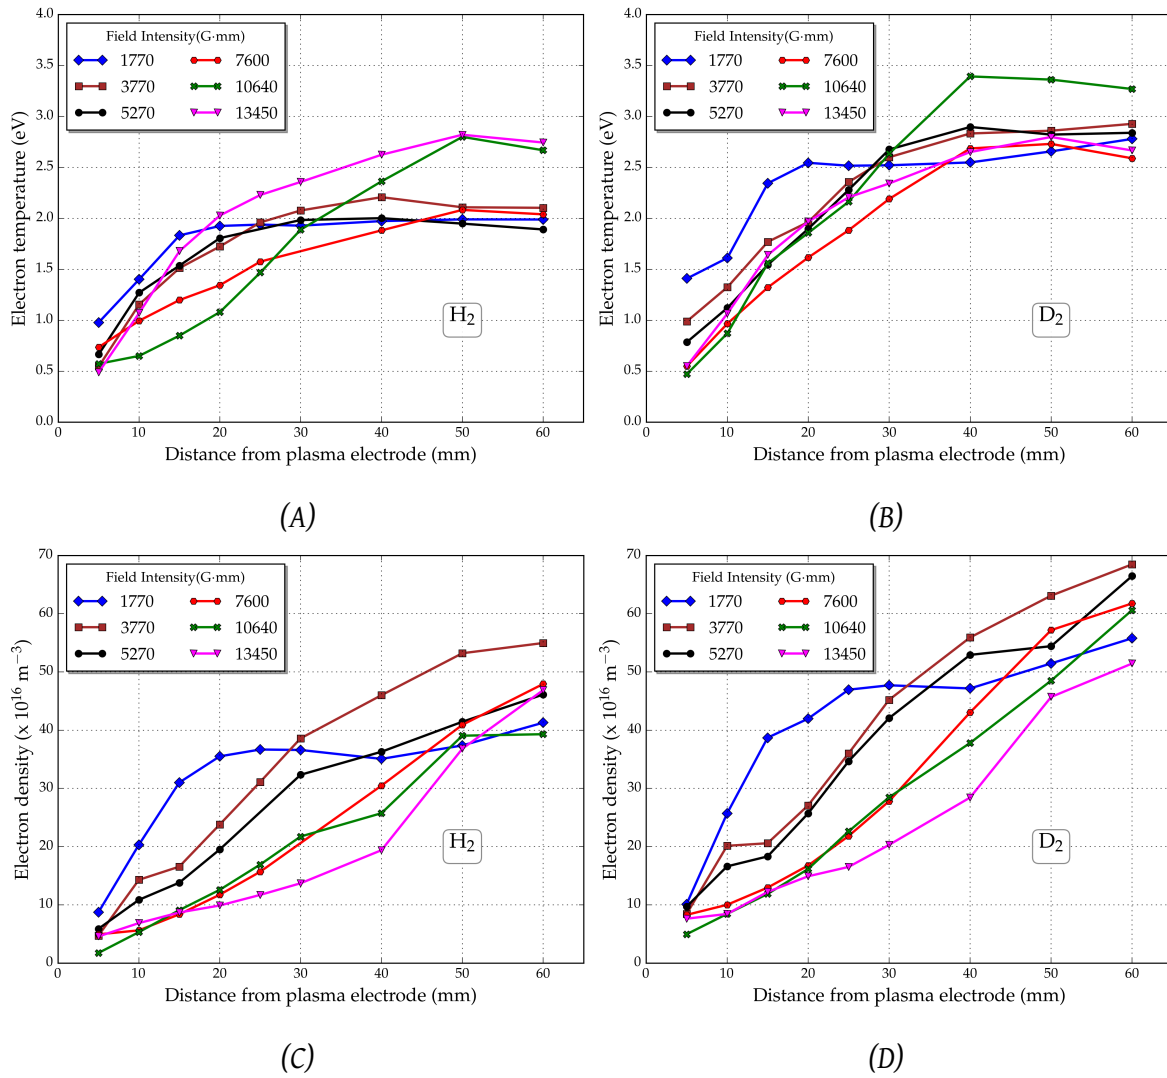 4.0
3.5
3.0
2.5
2.0
1.5
1.0
0.5
0.0
Electron temperature (eV)
Field Intensity(G·mm)
1770 7600
3770 10640
5270 13450
H2
0 10 20 30 40 50 60
Distance from plasma electrode (mm)
(A)
4.0
3.5
3.0
2.5
2.0
1.5
1.0
0.5
0.0
Electron temperature (eV)
Field Intensity(G·mm)
1770 7600
3770 10640
5270 13450
D2
0 10 20 30 40 50 60
Distance from plasma electrode (mm)
(B)
70
60
50
40
30
20
10
0
Electron density (x 10^16 m^−3)
Field Intensity(G·mm)
1770 7600
3770 10640
5270 13450
H2
0 10 20 30 40 50 60
Distance from plasma electrode (mm)
(C)
70
60
50
40
30
20
10
0
Electron density (x 10^16 m^−3)
Field Intensity (G·mm)
1770 7600
3770 10640
5270 13450
D2
0 10 20 30 40 50 60
Distance from plasma electrode (mm)
(D)